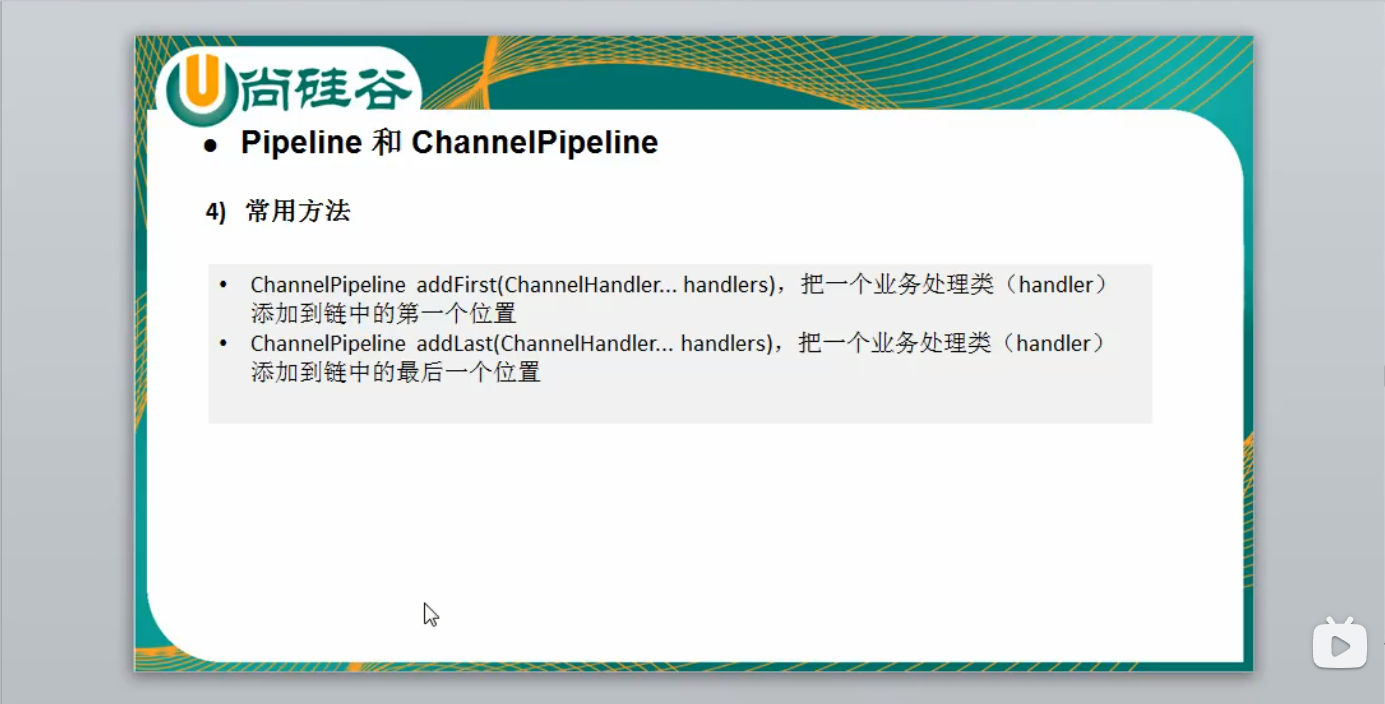 尚硅谷
● Pipeline 和 ChannelPipeline
4) 常用方法
• ChannelPipeline addFirst(ChannelHandler... handlers)，把一个业务处理类（handler）
添加到链中的第一个位置
• ChannelPipeline addLast(ChannelHandler... handlers)，把一个业务处理类（handler）
添加到链中的最后一个位置